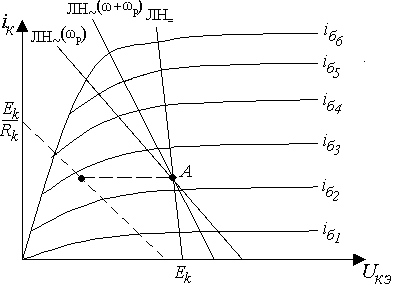 ЛН~(ω+ωр) ЛН=
iк
ЛН~(ωр)
iб6
iб5
iб4
Ek
Rk
iб3
A
iб2
iб1
Ek
UКЭ